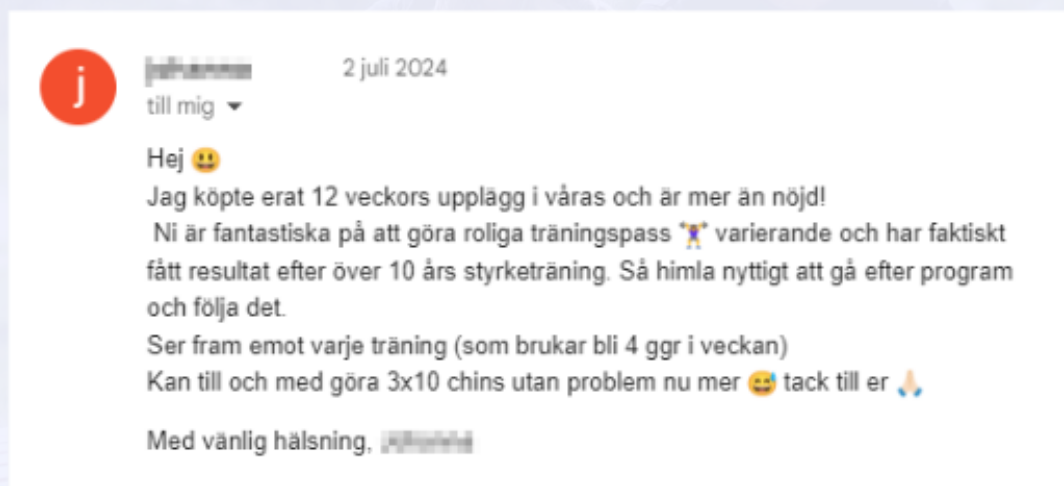 j
2 juli 2024
till mig
Hej 😃
Jag köpte erat 12 veckors upplägg i våras och är mer än nöjd!
Ni är fantastiska på att göra roliga träningspass 🏋️‍♀️ varierande och har faktiskt
fått resultat efter över 10 års styrketräning. Så himla nyttigt att gå efter program
och följa det.
Ser fram emot varje träning (som brukar bli 4 ggr i veckan)
Kan till och med göra 3x10 chins utan problem nu mer 😅 tack till er 🙏🏻
Med vänlig hälsning,